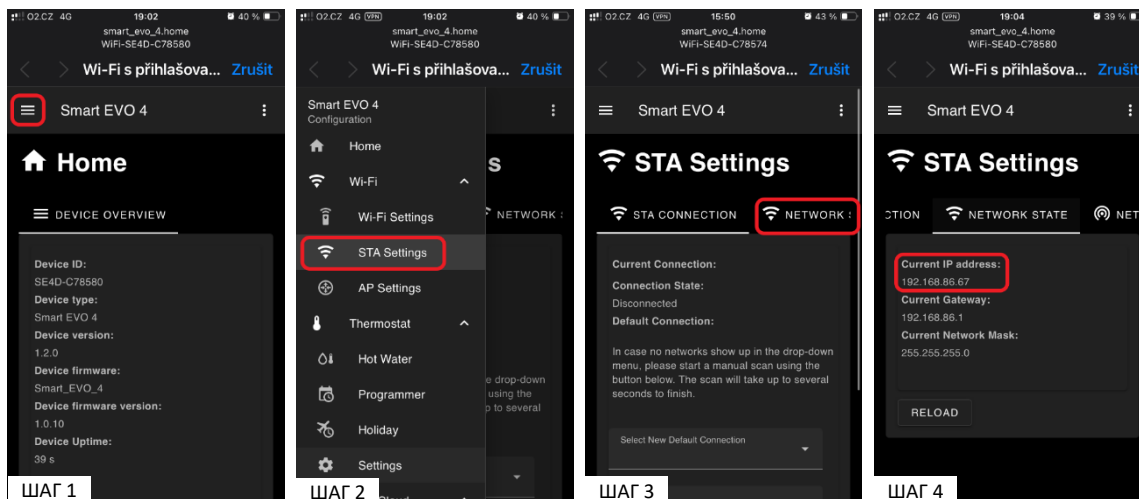 O2.CZ 4G 19:02 40 %
smart_evo_4.home
WiFi-SE4D-C78580
Wi-Fi s přihlašova... Zrušit
Smart EVO 4
Home
DEVICE OVERVIEW
Device ID:
SE4D-C78580
Device type:
Smart EVO 4
Device version:
1.2.0
Device firmware:
Smart_EVO_4
Device firmware version:
1.0.10
Device Uptime:
39 s
ШАГ 1
O2.CZ 4G VPN 19:02 40 %
smart_evo_4.home
WiFi-SE4D-C78580
Wi-Fi s přihlašova... Zrušit
Smart EVO 4
Configuration
Home
s
Wi-Fi
Wi-Fi Settings
NETWORK
STA Settings
AP Settings
Thermostat
Hot Water
e drop-down
Programmer
using the
p to several
Holiday
Settings
ШАГ 2
O2.CZ 4G VPN 15:50 43 %
smart_evo_4.home
WiFi-SE4D-C78574
Wi-Fi s přihlašova... Zrušit
Smart EVO 4
STA Settings
STA CONNECTION NETWORK
Current Connection:
Connection State:
Disconnected
Default Connection:
In case no networks show up in the drop-down
menu, please start a manual scan using the
button below. The scan will take up to several
seconds to finish.
Select New Default Connection
ШАГ 3
O2.CZ 4G VPN 19:04 39 %
smart_evo_4.home
WiFi-SE4D-C78580
Wi-Fi s přihlašova... Zrušit
Smart EVO 4
STA Settings
CTION NETWORK STATE NET
Current IP address:
192.168.86.67
Current Gateway:
192.168.86.1
Current Network Mask:
255.255.255.0
RELOAD
ШАГ 4